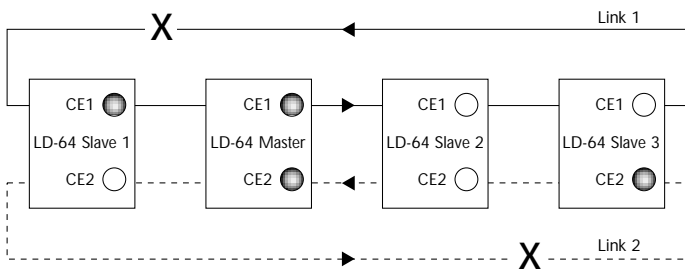 X
Link 1
CE1 CE1 CE1 CE1
LD-64 Slave 1 LD-64 Master LD-64 Slave 2 LD-64 Slave 3
CE2 CE2 CE2 CE2
X
Link 2